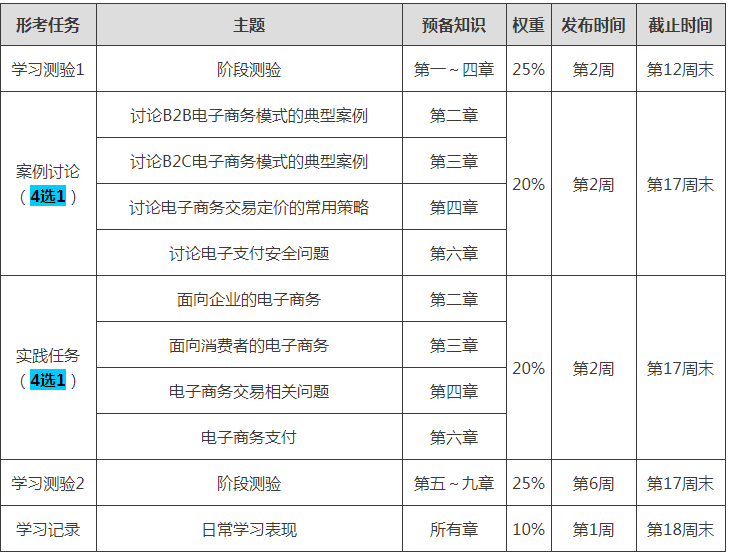 形考任务 主题 预备知识 权重 发布时间 截止时间
学习测验1 阶段测验 第一～四章 25% 第2周 第12周末
案例讨论
（4选1）
讨论B2B电子商务模式的典型案例 第二章
讨论B2C电子商务模式的典型案例 第三章
讨论电子商务交易定价的常用策略 第四章
讨论电子支付安全问题 第六章
20% 第2周 第17周末
实践任务
（4选1）
面向企业的电子商务 第二章
面向消费者的电子商务 第三章
电子商务交易相关问题 第四章
电子商务支付 第六章
20% 第2周 第17周末
学习测验2 阶段测验 第五～九章 25% 第6周 第17周末
学习记录 日常学习表现 所有章 10% 第1周 第18周末